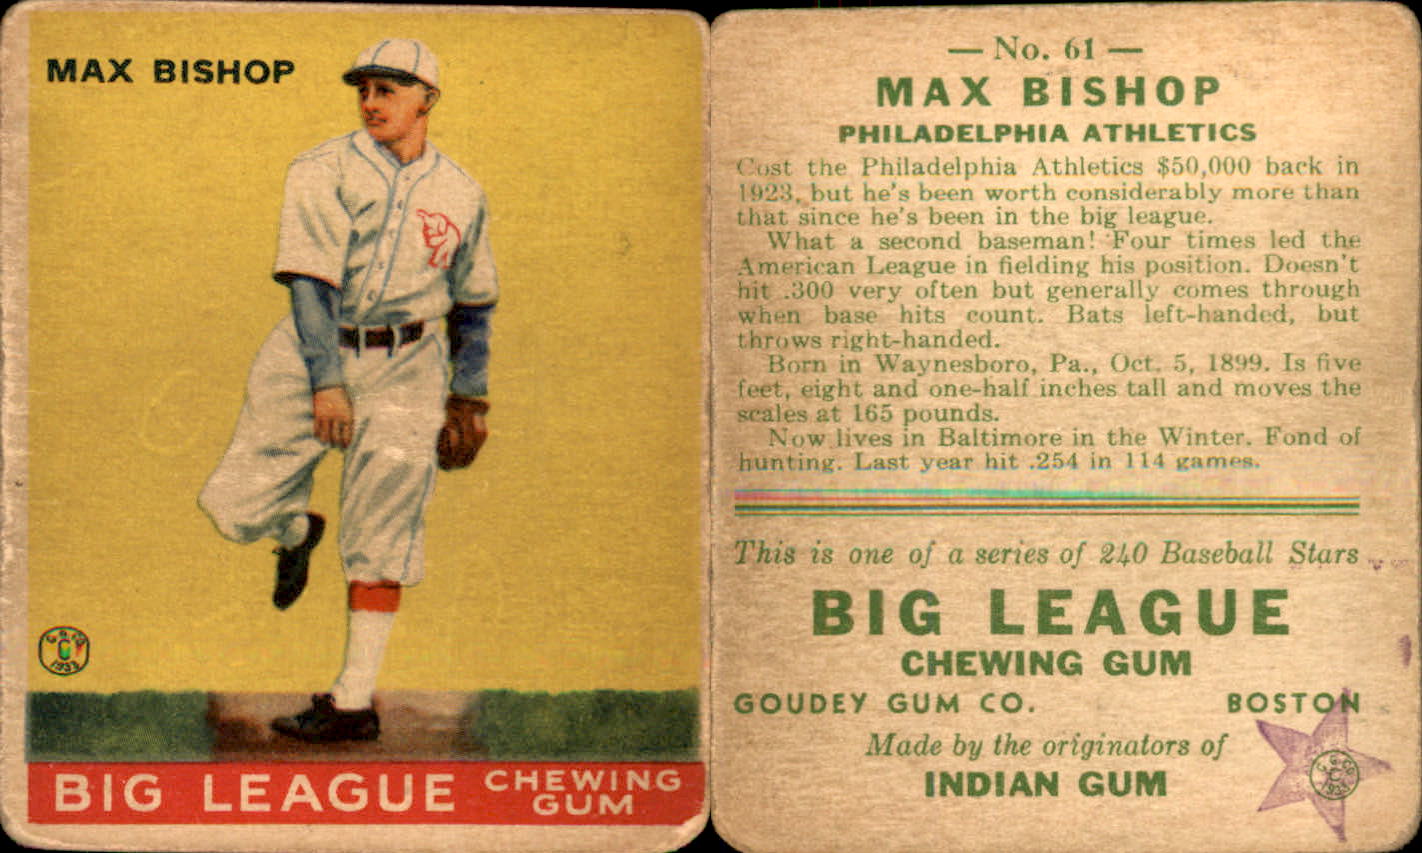 MAX BISHOP
C.G.CO.
G
1933
BIG LEAGUE CHEWING GUM
— No. 61 —
MAX BISHOP
PHILADELPHIA ATHLETICS
Cost the Philadelphia Athletics $50,000 back in
1923, but he's been worth considerably more than
that since he's been in the big league.
What a second baseman! Four times led the
American League in fielding his position. Doesn't
hit .300 very often but generally comes through
when base hits count. Bats left-handed, but
throws right-handed.
Born in Waynesboro, Pa., Oct. 5, 1899. Is five
feet, eight and one-half inches tall and moves the
scales at 165 pounds.
Now lives in Baltimore in the Winter. Fond of
hunting. Last year hit .254 in 114 games.
This is one of a series of 240 Baseball Stars
BIG LEAGUE
CHEWING GUM
GOUDEY GUM CO. BOSTON
Made by the originators of
INDIAN GUM
C.G.CO.
1933